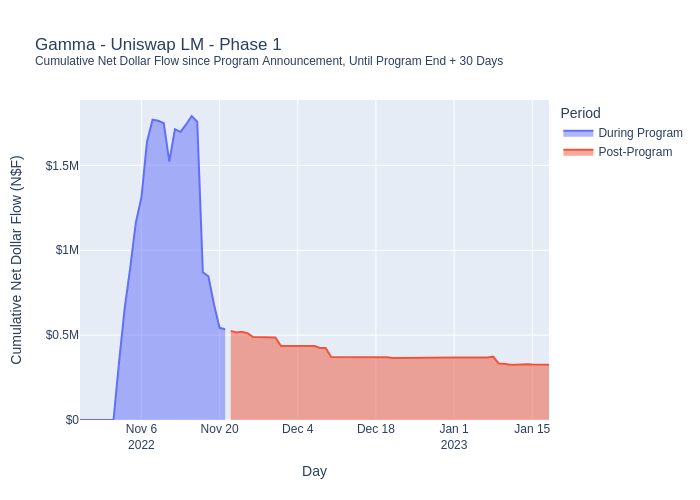 Gamma - Uniswap LM - Phase 1
Cumulative Net Dollar Flow since Program Announcement, Until Program End + 30 Days
Period
During Program
Post-Program
Cumulative Net Dollar Flow (N$F)
$1.5M
$1M
$0.5M
$0
Nov 6
2022
Nov 20
Dec 4
Dec 18
Jan 1
2023
Jan 15
Day